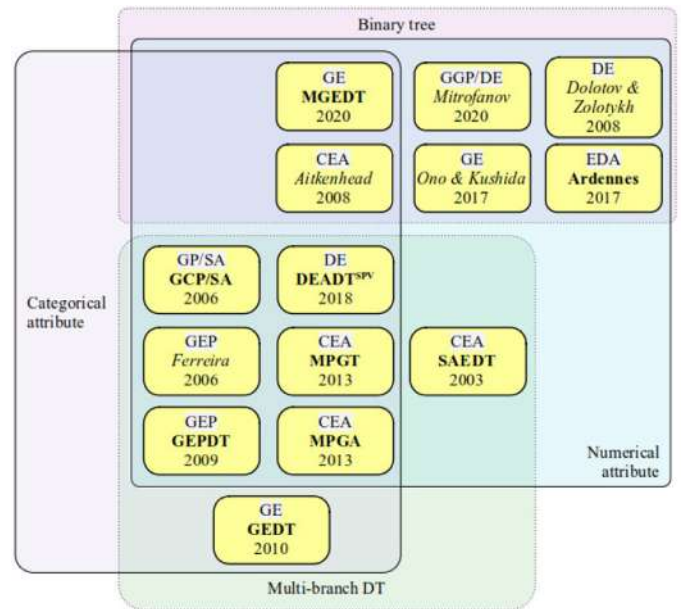 Binary tree
GE
MGEDT
2020
GGP/DE
Mitrofanov
2020
DE
Dolotov &
Zolotykh
2008
CEA
Aitkenhead
2008
GE
Ono & Kushida
2017
EDA
Ardennes
2017
GP/SA
GCP/SA
2006
DE
DEADTSPV
2018
Categorical
attribute
GEP
Ferreira
2006
CEA
MPGT
2013
CEA
SAEDT
2003
GEP
GEPDT
2009
CEA
MPGA
2013
Numerical
attribute
GE
GEDT
2010
Multi-branch DT